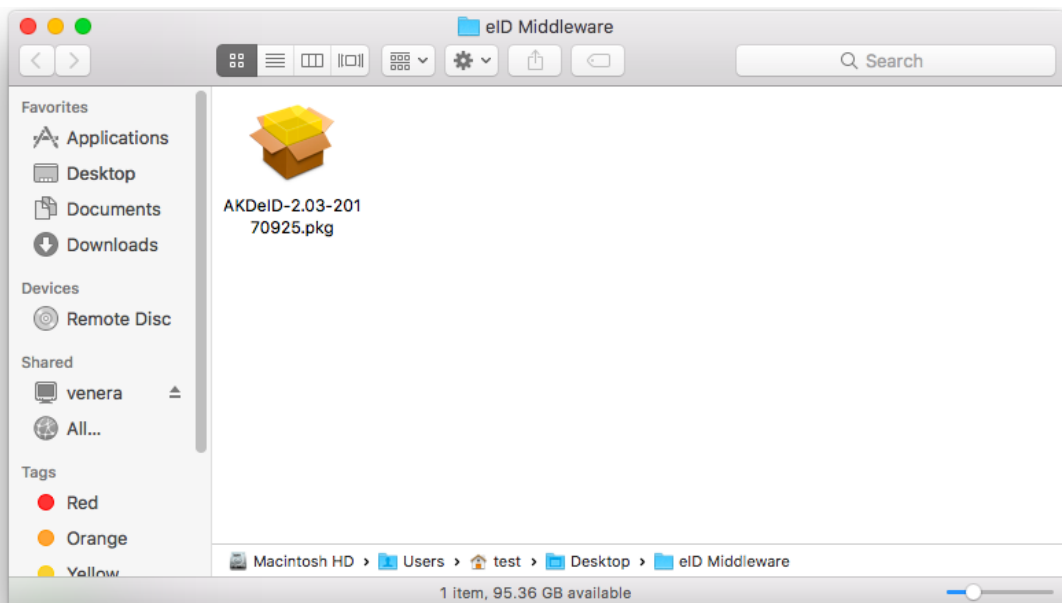 eID Middleware
Search
Favorites
Applications
Desktop
Documents
Downloads
Devices
Remote Disc
Shared
venera
All...
Tags
Red
Orange
Yellow
AKDeID-2.03-201
70925.pkg
Macintosh HD › Users › test › Desktop › eID Middleware
1 item, 95.36 GB available